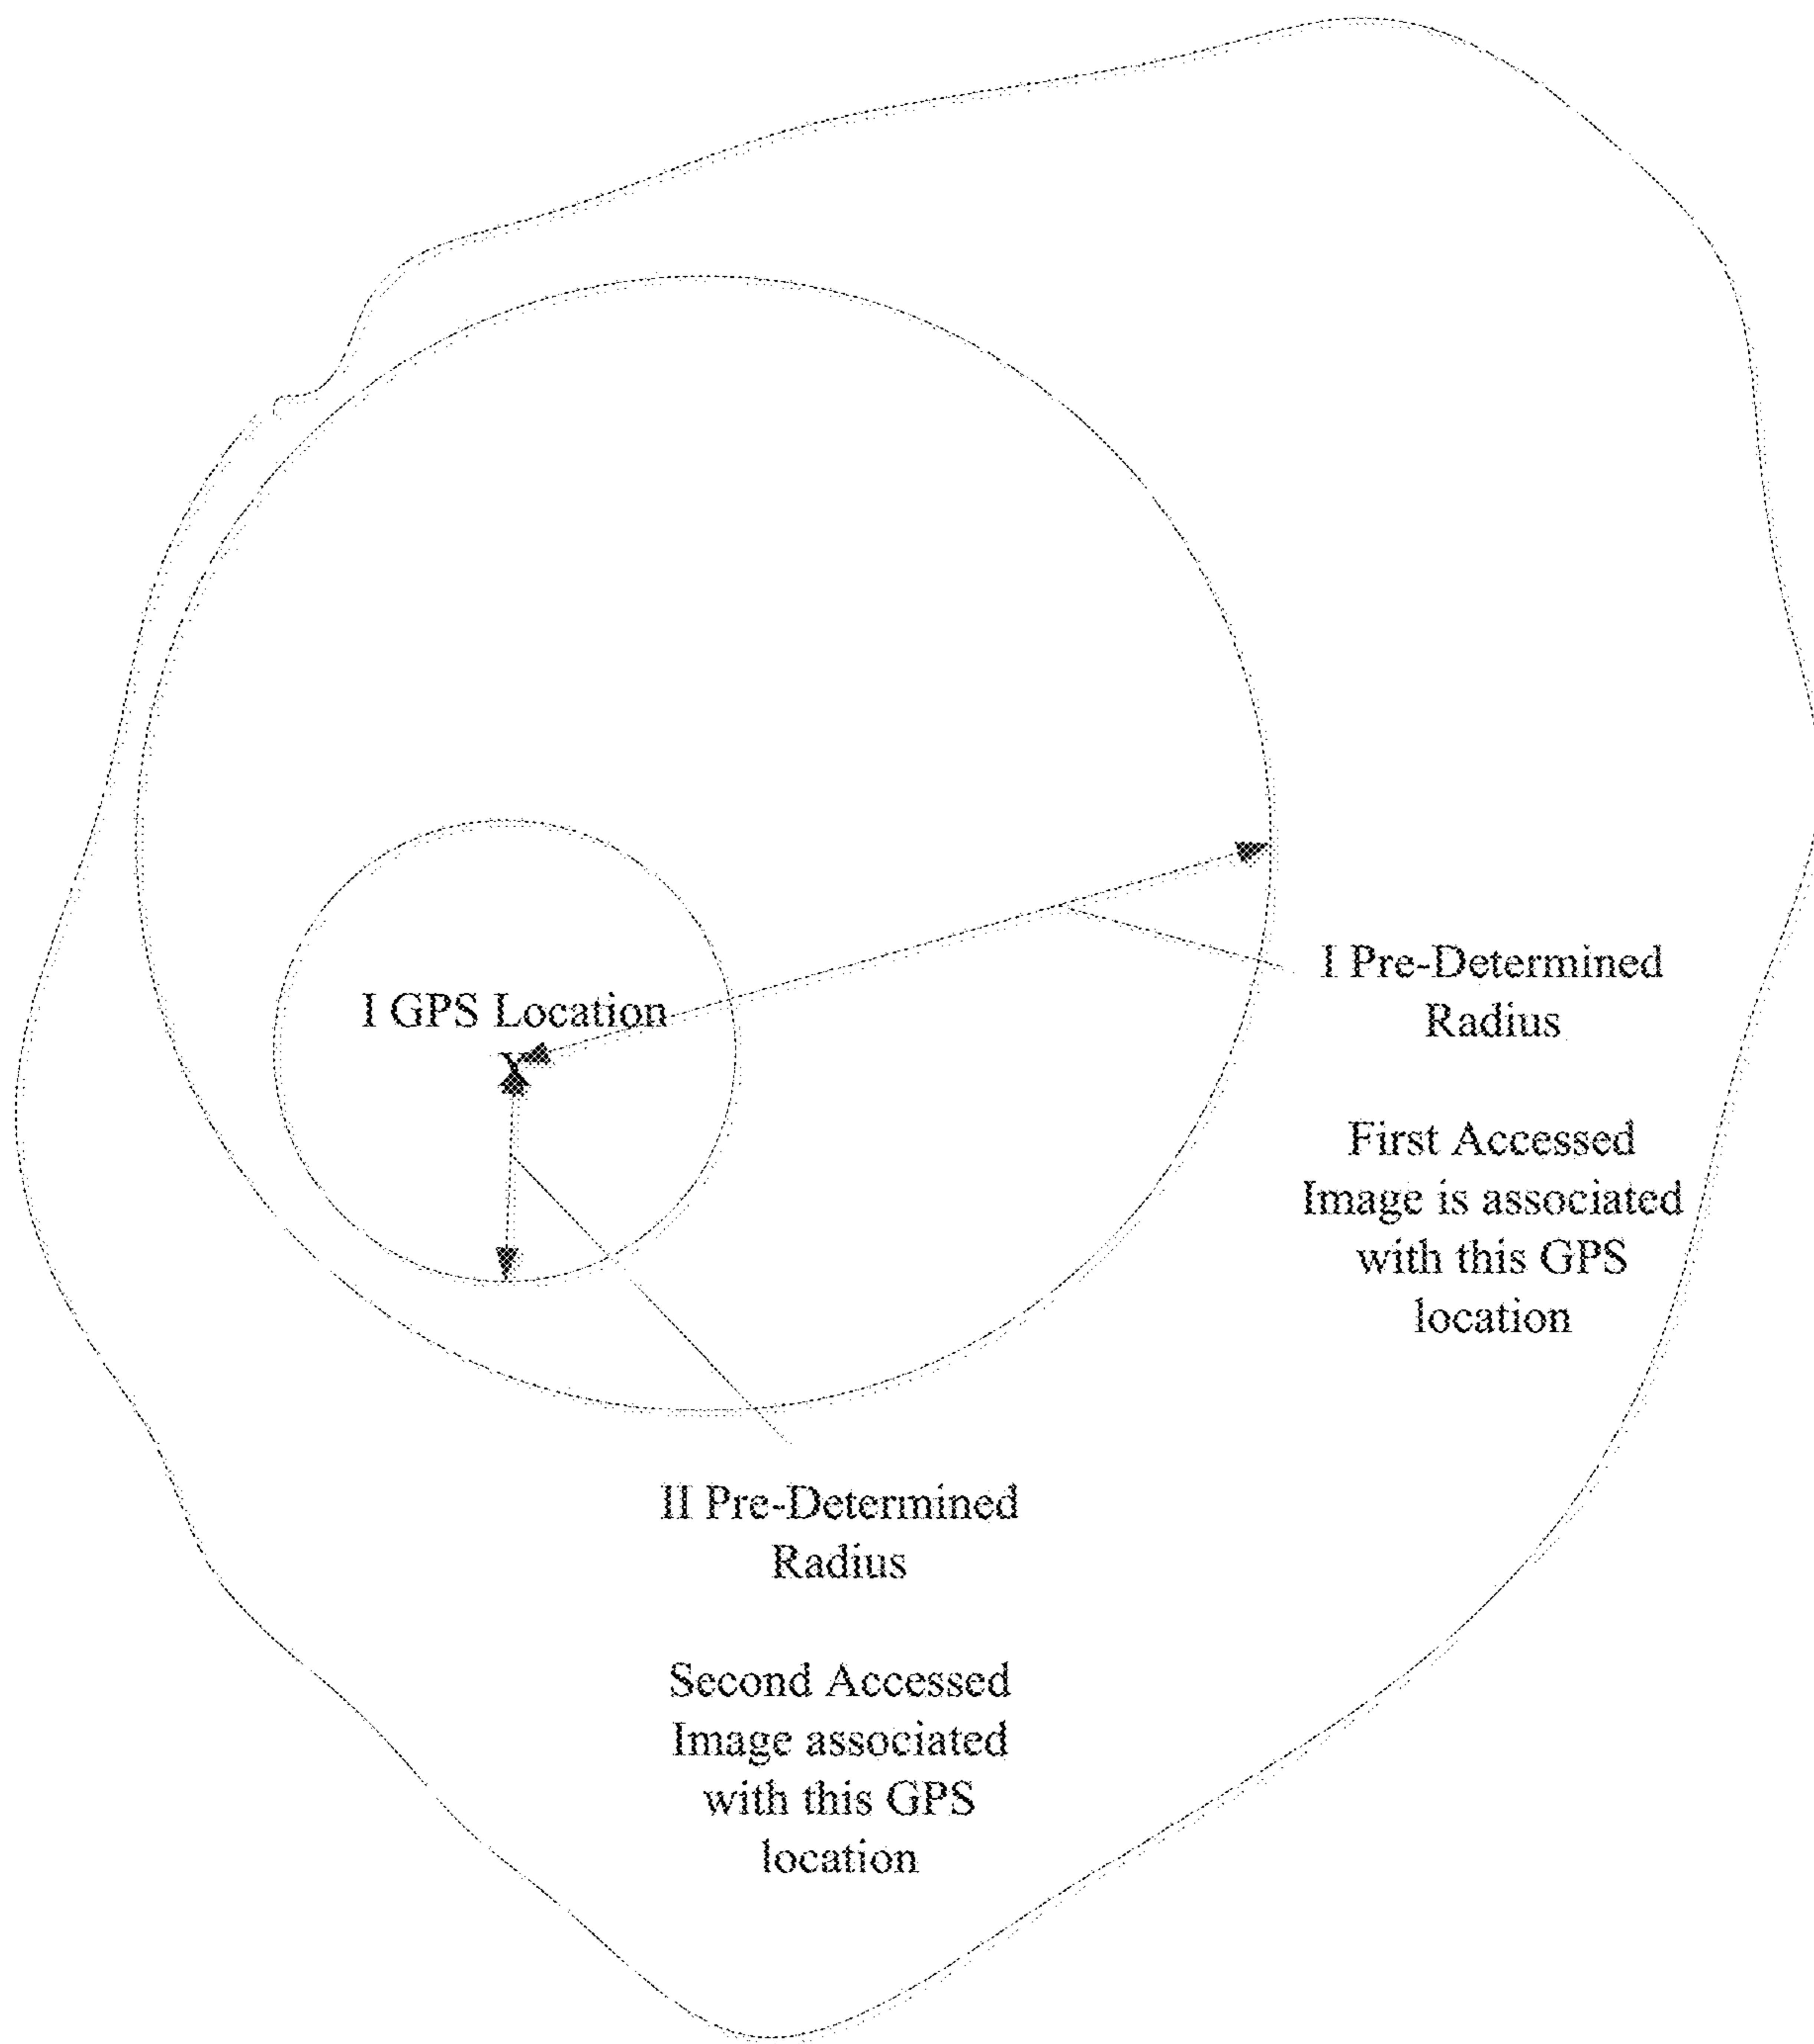 I GPS Location
X
I Pre-Determined
Radius
First Accessed
Image is associated
with this GPS
location
II Pre-Determined
Radius
Second Accessed
Image associated
with this GPS
location